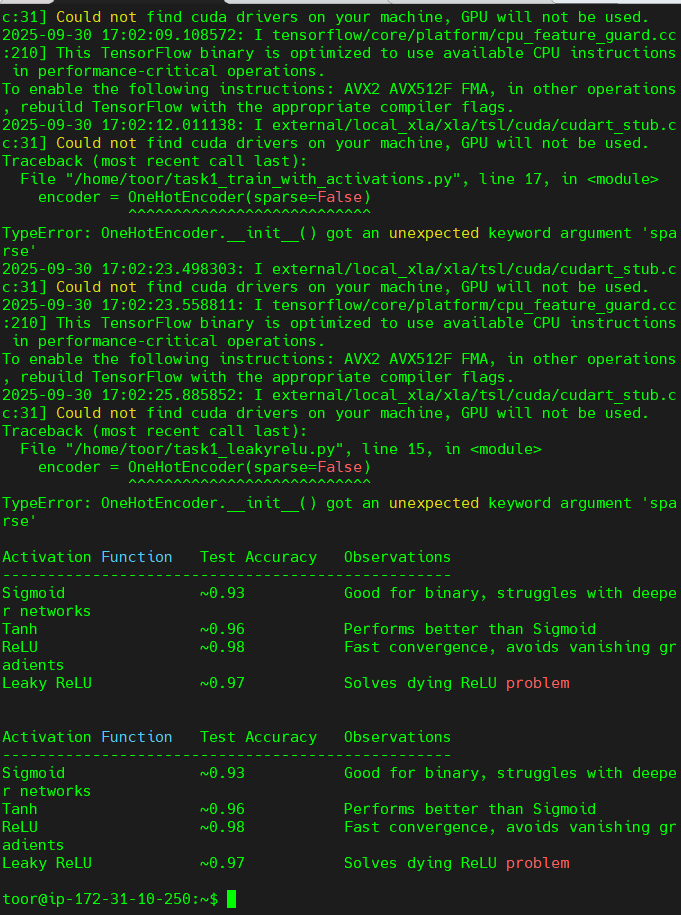 c:31] Could not find cuda drivers on your machine, GPU will not be used.
2025-09-30 17:02:09.108572: I tensorflow/core/platform/cpu_feature_guard.cc
:210] This TensorFlow binary is optimized to use available CPU instructions
 in performance-critical operations.
To enable the following instructions: AVX2 AVX512F FMA, in other operations
, rebuild TensorFlow with the appropriate compiler flags.
2025-09-30 17:02:12.011138: I external/local_xla/xla/tsl/cuda/cudart_stub.c
c:31] Could not find cuda drivers on your machine, GPU will not be used.
Traceback (most recent call last):
  File "/home/toor/task1_train_with_activations.py", line 17, in <module>
    encoder = OneHotEncoder(sparse=False)
              ^^^^^^^^^^^^^^^^^^^^^^^^^^^
TypeError: OneHotEncoder.__init__() got an unexpected keyword argument 'spa
rse'
2025-09-30 17:02:23.498303: I external/local_xla/xla/tsl/cuda/cudart_stub.c
c:31] Could not find cuda drivers on your machine, GPU will not be used.
2025-09-30 17:02:23.558811: I tensorflow/core/platform/cpu_feature_guard.cc
:210] This TensorFlow binary is optimized to use available CPU instructions
 in performance-critical operations.
To enable the following instructions: AVX2 AVX512F FMA, in other operations
, rebuild TensorFlow with the appropriate compiler flags.
2025-09-30 17:02:25.885852: I external/local_xla/xla/tsl/cuda/cudart_stub.c
c:31] Could not find cuda drivers on your machine, GPU will not be used.
Traceback (most recent call last):
  File "/home/toor/task1_leakyrelu.py", line 15, in <module>
    encoder = OneHotEncoder(sparse=False)
              ^^^^^^^^^^^^^^^^^^^^^^^^^^^
TypeError: OneHotEncoder.__init__() got an unexpected keyword argument 'spa
rse'

Activation Function   Test Accuracy   Observations
--------------------------------------------------
Sigmoid               ~0.93           Good for binary, struggles with deepe
r networks
Tanh                  ~0.96           Performs better than Sigmoid
ReLU                  ~0.98           Fast convergence, avoids vanishing gr
adients
Leaky ReLU            ~0.97           Solves dying ReLU problem


Activation Function   Test Accuracy   Observations
--------------------------------------------------
Sigmoid               ~0.93           Good for binary, struggles with deepe
r networks
Tanh                  ~0.96           Performs better than Sigmoid
ReLU                  ~0.98           Fast convergence, avoids vanishing gr
adients
Leaky ReLU            ~0.97           Solves dying ReLU problem

toor@ip-172-31-10-250:~$